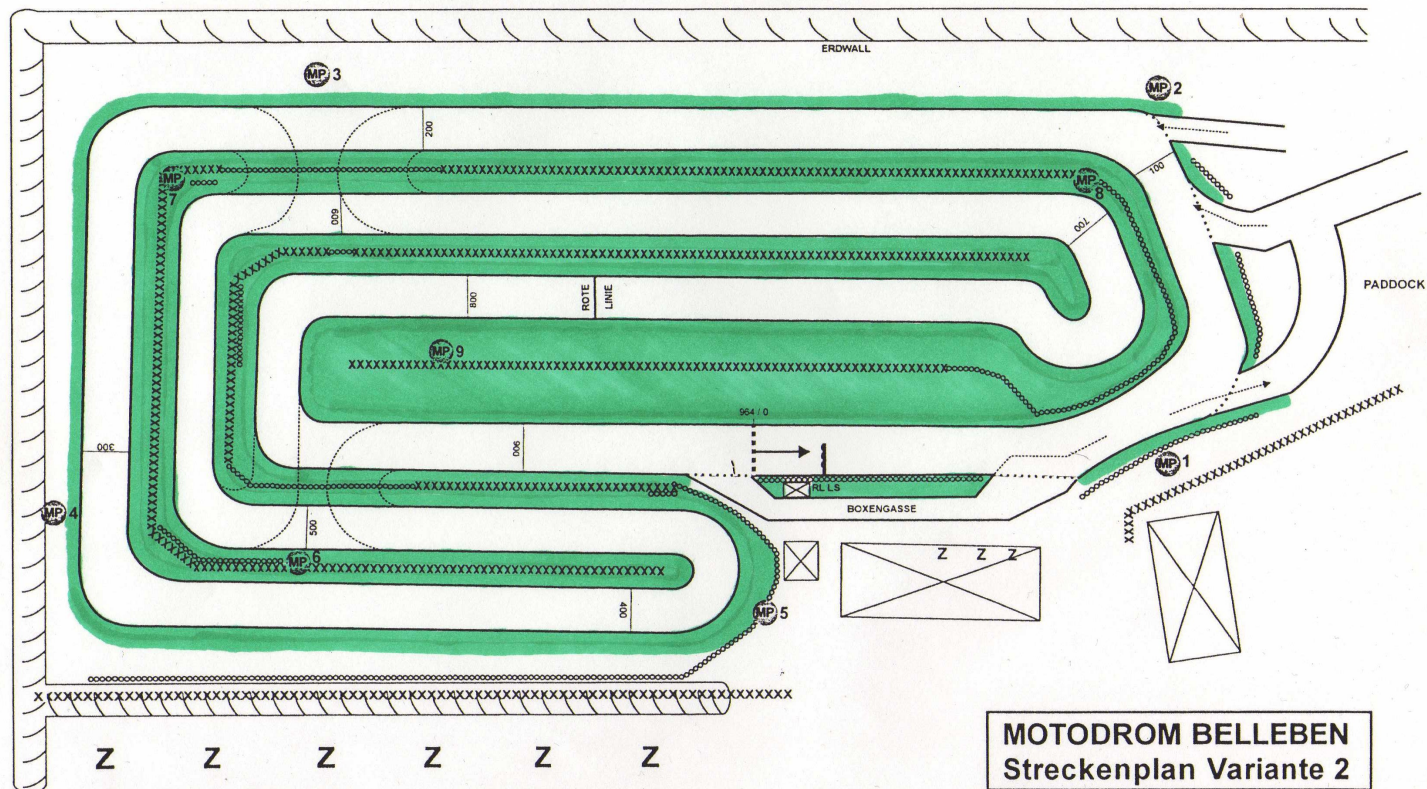 ERDWALL
MP 3
MP 2
200
100
MP 7
MP 8
600
700
PADDOCK
800
ROTE LINIE
MP 9
964 / 0
300
900
MP 1
RL LS
BOXENGASSE
MP 4
500
MP 6
Z Z Z
400
MP 5
Z Z Z Z Z Z
MOTODROM BELLEBEN
Streckenplan Variante 2